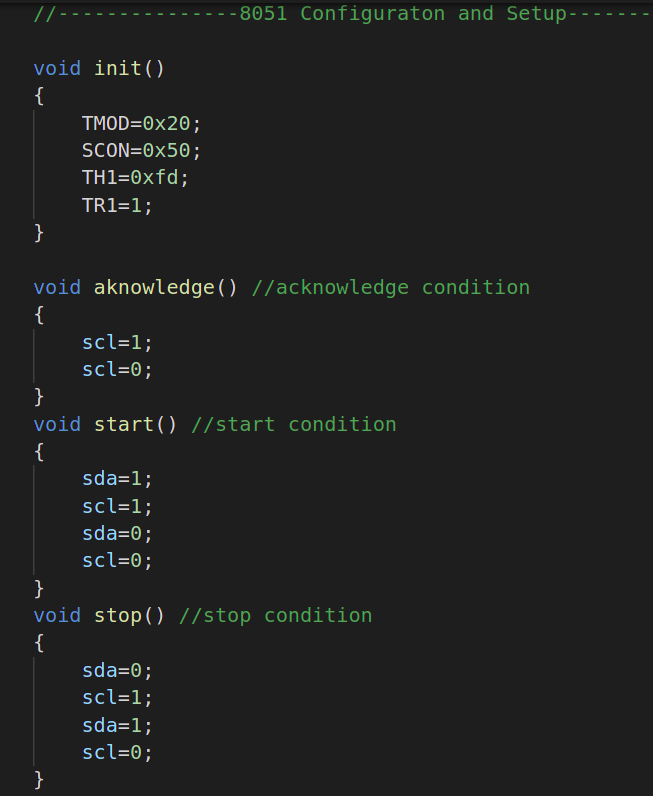 //---------------8051 Configuraton and Setup-------
void init()
{
    TMOD=0x20;
    SCON=0x50;
    TH1=0xfd;
    TR1=1;
}
void aknowledge() //acknowledge condition
{
    scl=1;
    scl=0;
}
void start() //start condition
{
    sda=1;
    scl=1;
    sda=0;
    scl=0;
}
void stop() //stop condition
{
    sda=0;
    scl=1;
    sda=1;
    scl=0;
}